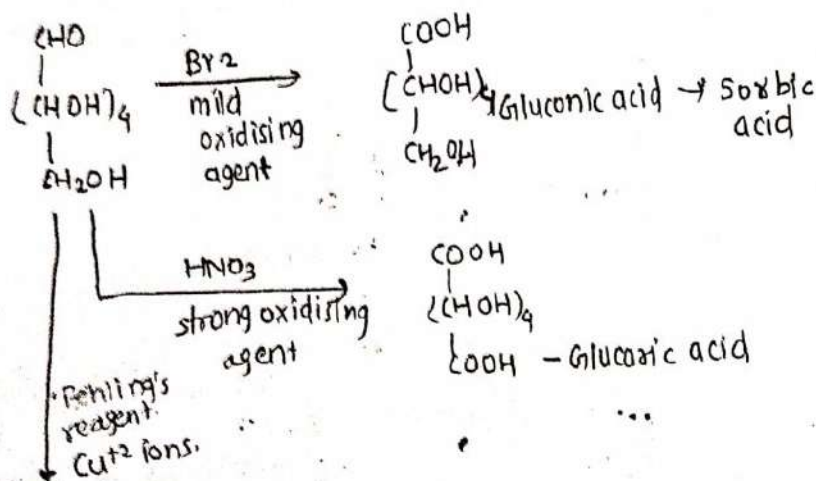 CHO
(CHOH)4
CH2OH
Br2
mild
oxidising
agent
COOH
(CHOH)4 Gluconic acid → Sorbic
acid
CH2OH
HNO3
strong oxidising
agent
COOH
(CHOH)4
COOH - Glucaric acid
Fehling's
reagent
Cu+2 ions.